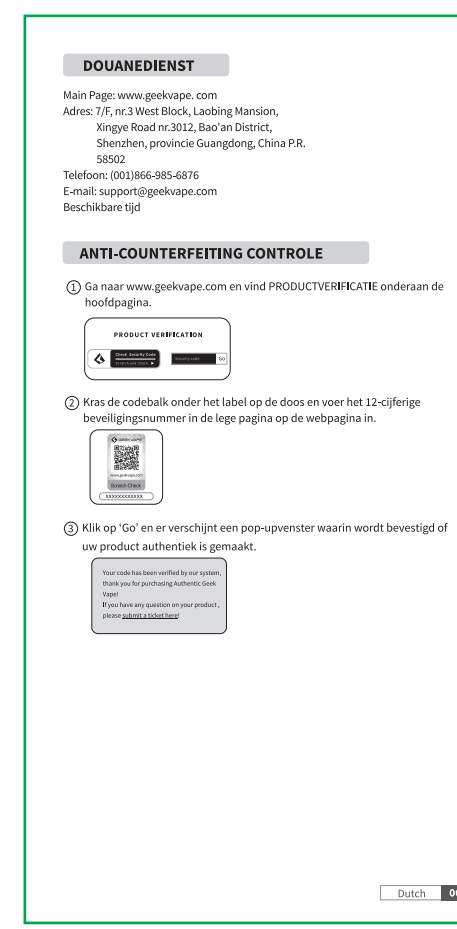 DOUANEDIENST
Main Page: www.geekvape. com
Adres: 7/F, nr.3 West Block, Laobing Mansion,
Xingye Road nr.3012, Bao'an District,
Shenzhen, provincie Guangdong, China P.R.
58502
Telefoon: (001)866-985-6876
E-mail: support@geekvape.com
Beschikbare tijd
ANTI-COUNTERFEITING CONTROLE
① Ga naar www.geekvape.com en vind PRODUCTVERIFICATIE onderaan de
hoofdpagina.
PRODUCT VERIFICATION
Check Security Code
Scratch and Check
Security code
Go
② Kras de codebalk onder het label op de doos en voer het 12-cijferige
beveiligingsnummer in de lege pagina op de webpagina in.
GEEK VAPE
www.geekvape.com
Scratch Check
XXXXXXXXXXXX
③ Klik op ‘Go’ en er verschijnt een pop-upvenster waarin wordt bevestigd of
uw product authentiek is gemaakt.
Your code has been verified by our system,
thank you for purchasing Authentic Geek
Vape!
If you have any question on your product ,
please submit a ticket here!
Dutch